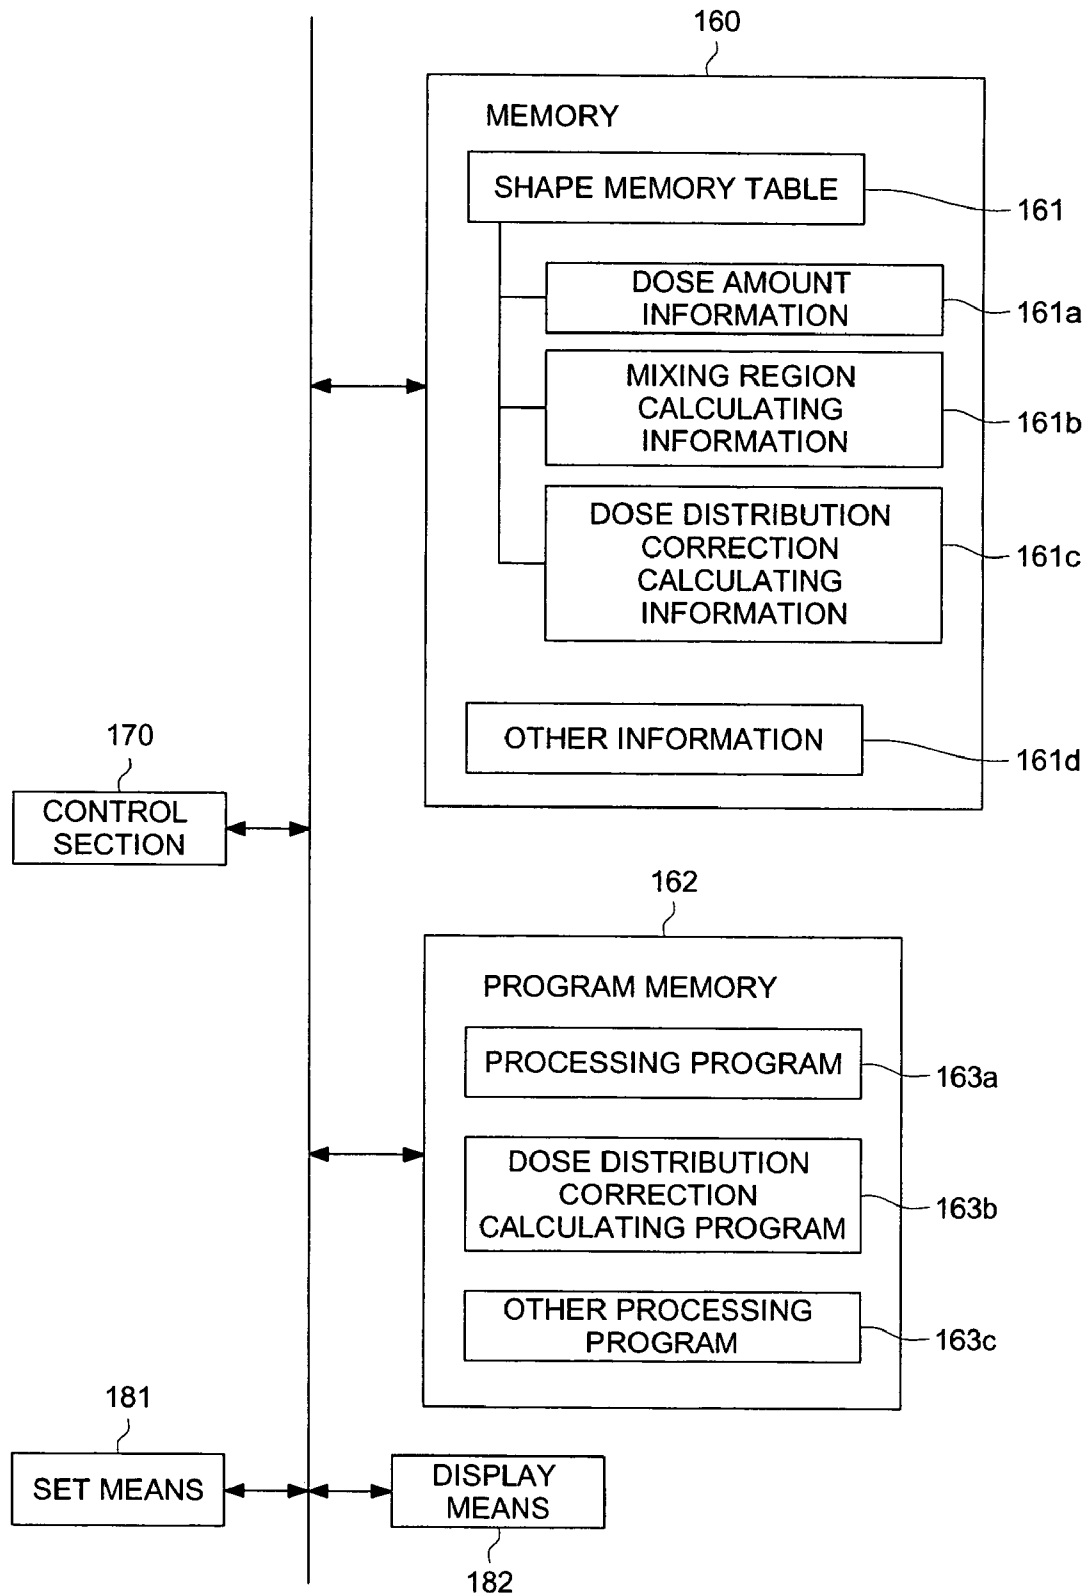 160
MEMORY
SHAPE MEMORY TABLE
161
DOSE AMOUNT
INFORMATION
161a
MIXING REGION
CALCULATING
INFORMATION
161b
DOSE DISTRIBUTION
CORRECTION
CALCULATING
INFORMATION
161c
OTHER INFORMATION
161d
170
CONTROL
SECTION
162
PROGRAM MEMORY
PROCESSING PROGRAM
163a
DOSE DISTRIBUTION
CORRECTION
CALCULATING PROGRAM
163b
OTHER PROCESSING
PROGRAM
163c
181
SET MEANS
DISPLAY
MEANS
182